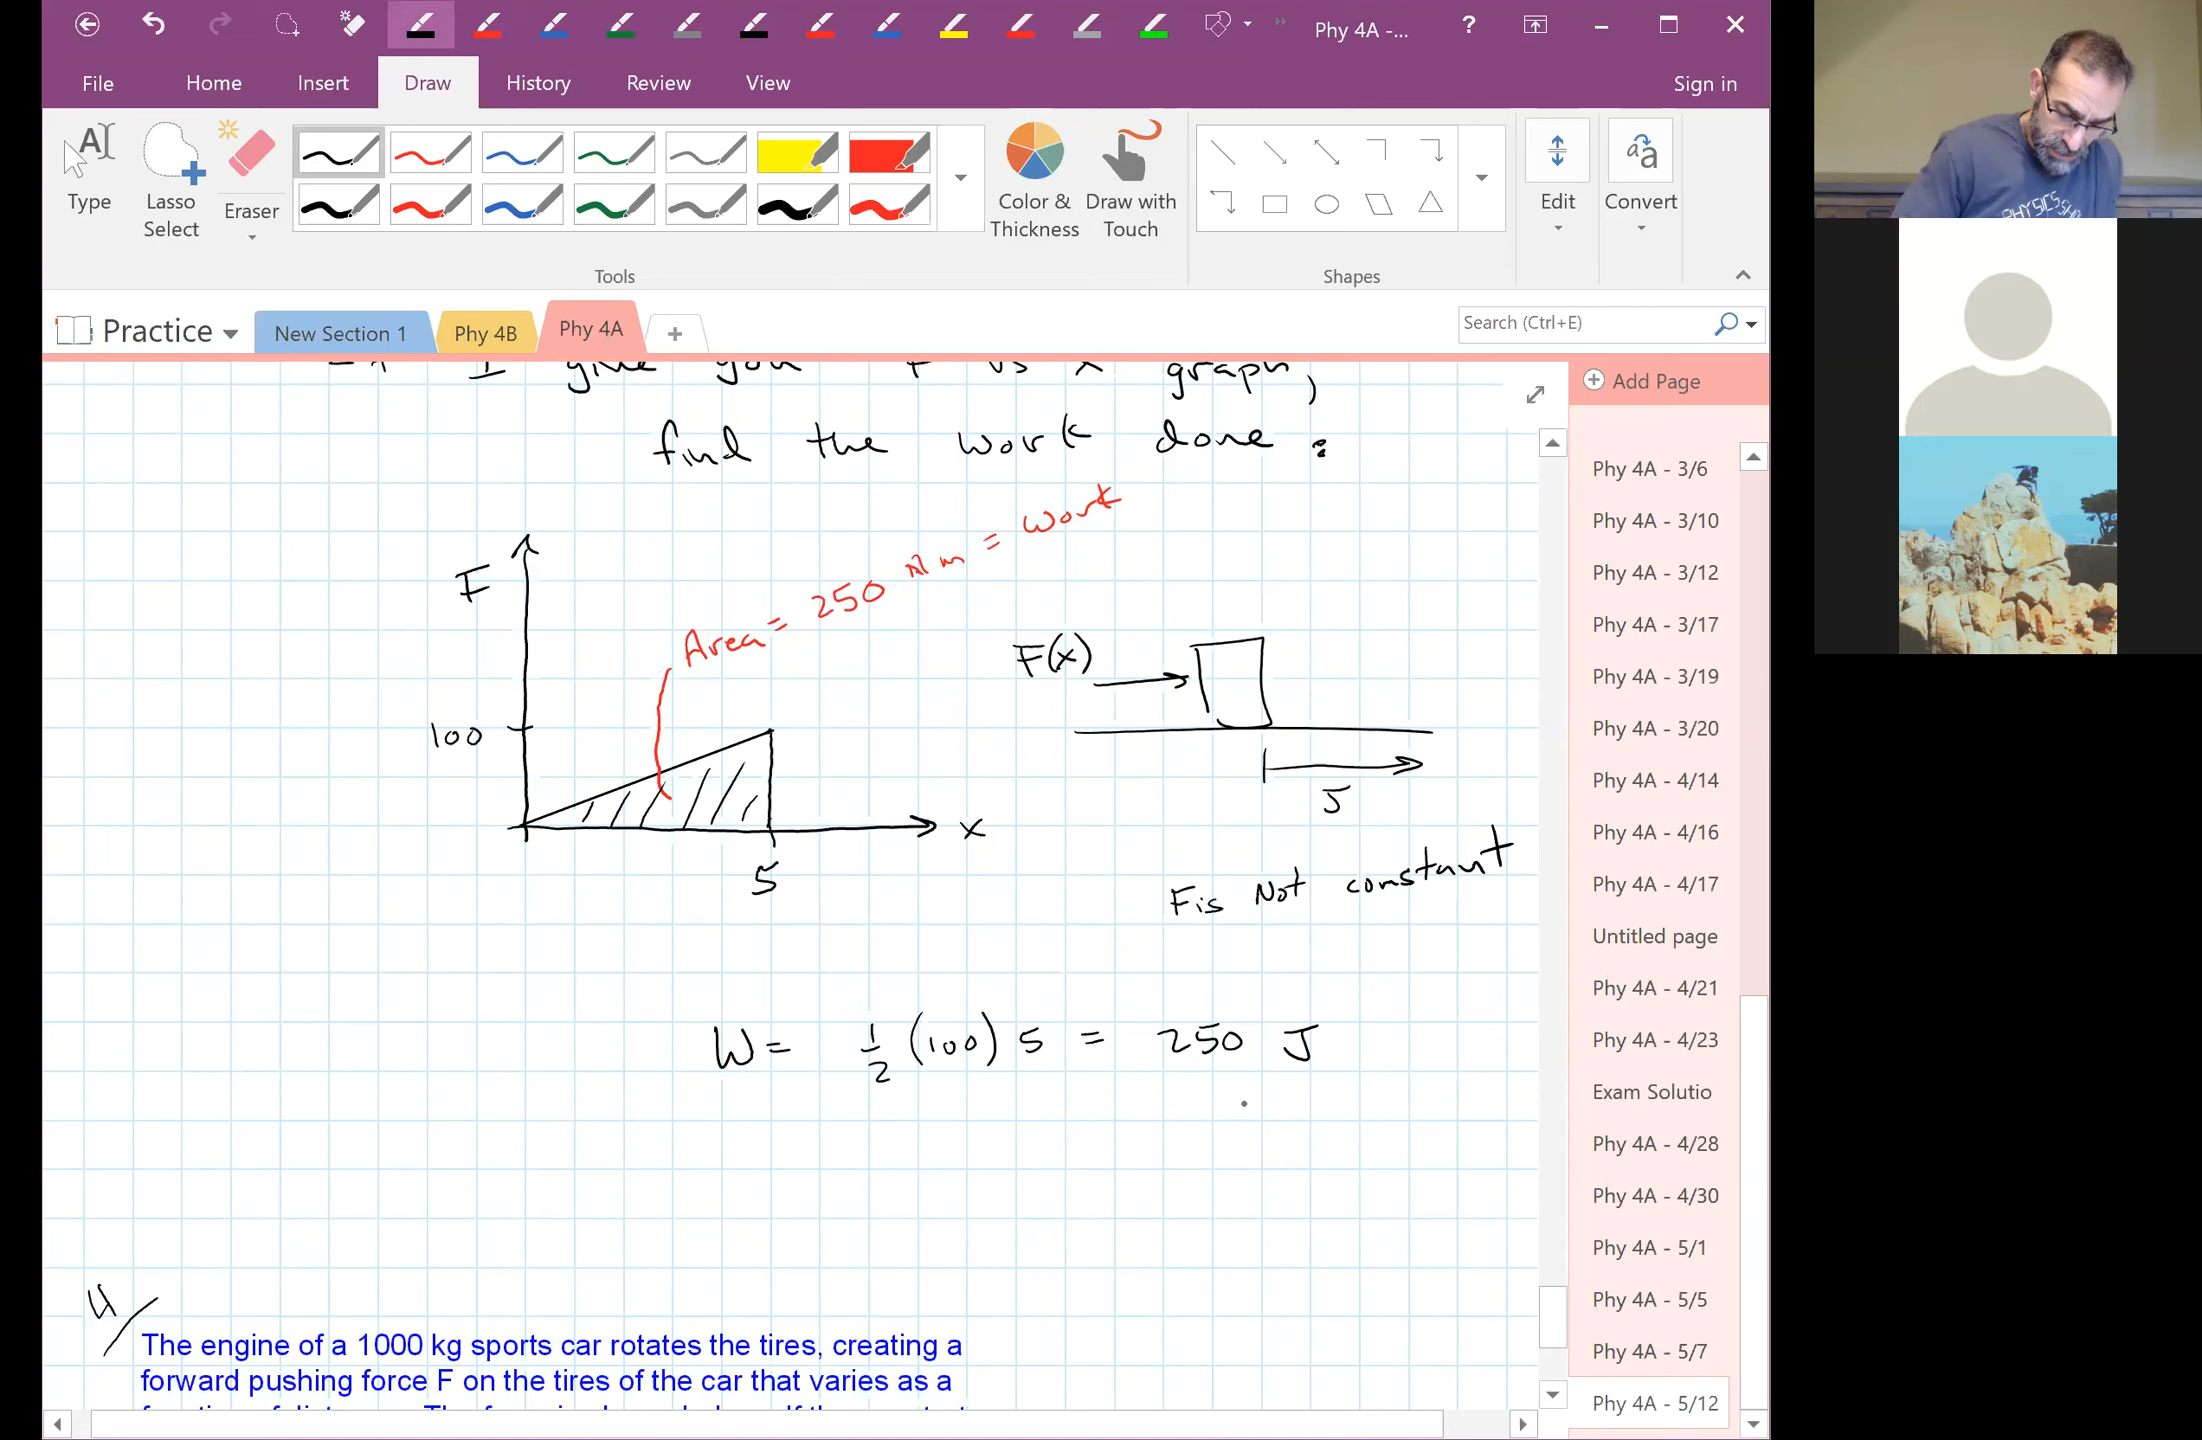 Phy 4A -...
?
File
Home
Insert
Draw
History
Review
View
Sign in
Type
Lasso Select
Eraser
Color & Thickness
Draw with Touch
Edit
Convert
Tools
Shapes
Practice
New Section 1
Phy 4B
Phy 4A
+
Search (Ctrl+E)
I give you F vs x graph,
find the work done :
Area = 250 N m = work
F
100
5
x
F(x)
5
F is Not constant
W = 1/2 (100) 5 = 250 J
4/
The engine of a 1000 kg sports car rotates the tires, creating a
forward pushing force F on the tires of the car that varies as a
Add Page
Phy 4A - 3/6
Phy 4A - 3/10
Phy 4A - 3/12
Phy 4A - 3/17
Phy 4A - 3/19
Phy 4A - 3/20
Phy 4A - 4/14
Phy 4A - 4/16
Phy 4A - 4/17
Untitled page
Phy 4A - 4/21
Phy 4A - 4/23
Exam Solutio
Phy 4A - 4/28
Phy 4A - 4/30
Phy 4A - 5/1
Phy 4A - 5/5
Phy 4A - 5/7
Phy 4A - 5/12
PHYSICS